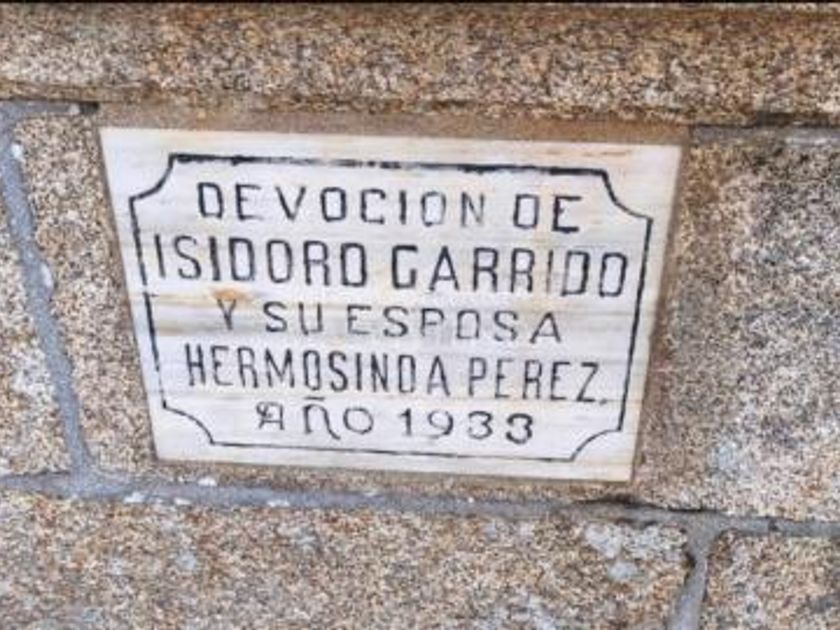 DEVOCION DE
ISIDORO GARRIDO
Y SU ESPOSA
HERMOSINDA PEREZ.
AÑO 1933